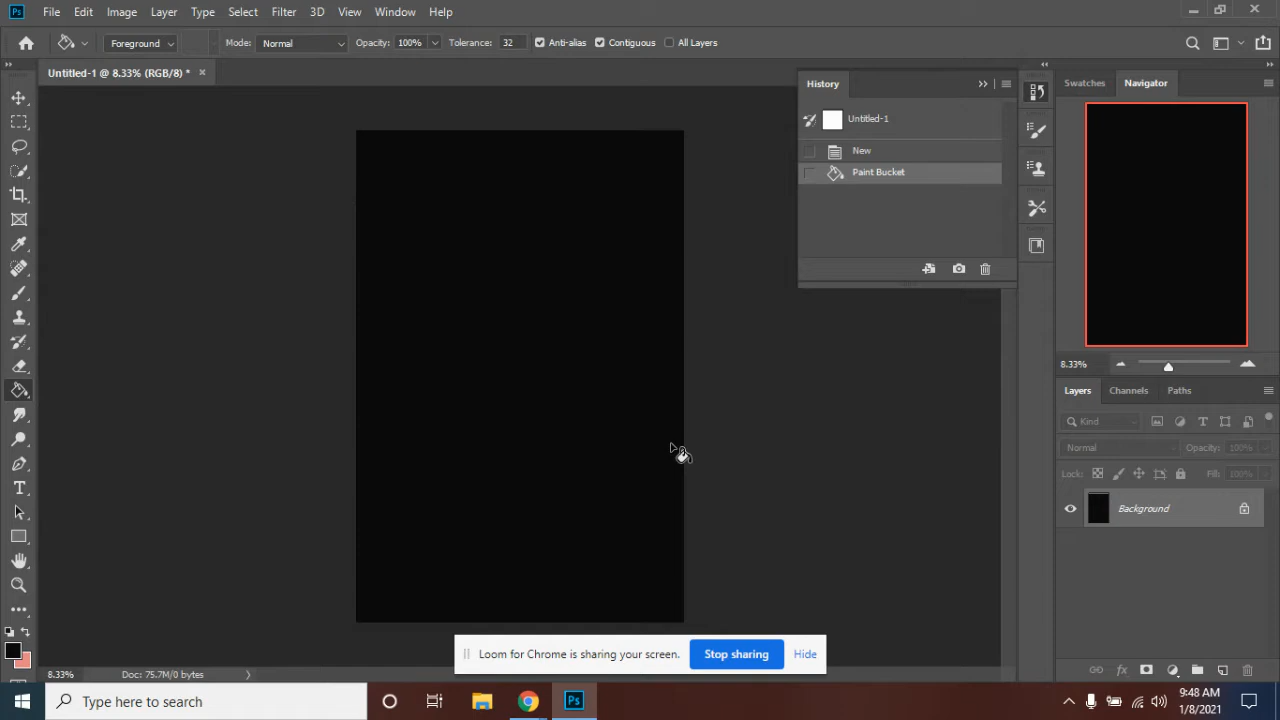 Ps File Edit Image Layer Type Select Filter 3D View Window Help
Foreground Mode: Normal Opacity: 100% Tolerance: 32 Anti-alias Contiguous All Layers
Untitled-1 @ 8.33% (RGB/8) * ×
History
Untitled-1
New
Paint Bucket
Swatches Navigator
8.33%
Layers Channels Paths
Kind
Normal Opacity: 100%
Lock: Fill: 100%
Background
Loom for Chrome is sharing your screen. Stop sharing Hide
8.33% Doc: 75.7M/0 bytes
Type here to search
Ps
9:48 AM
1/8/2021